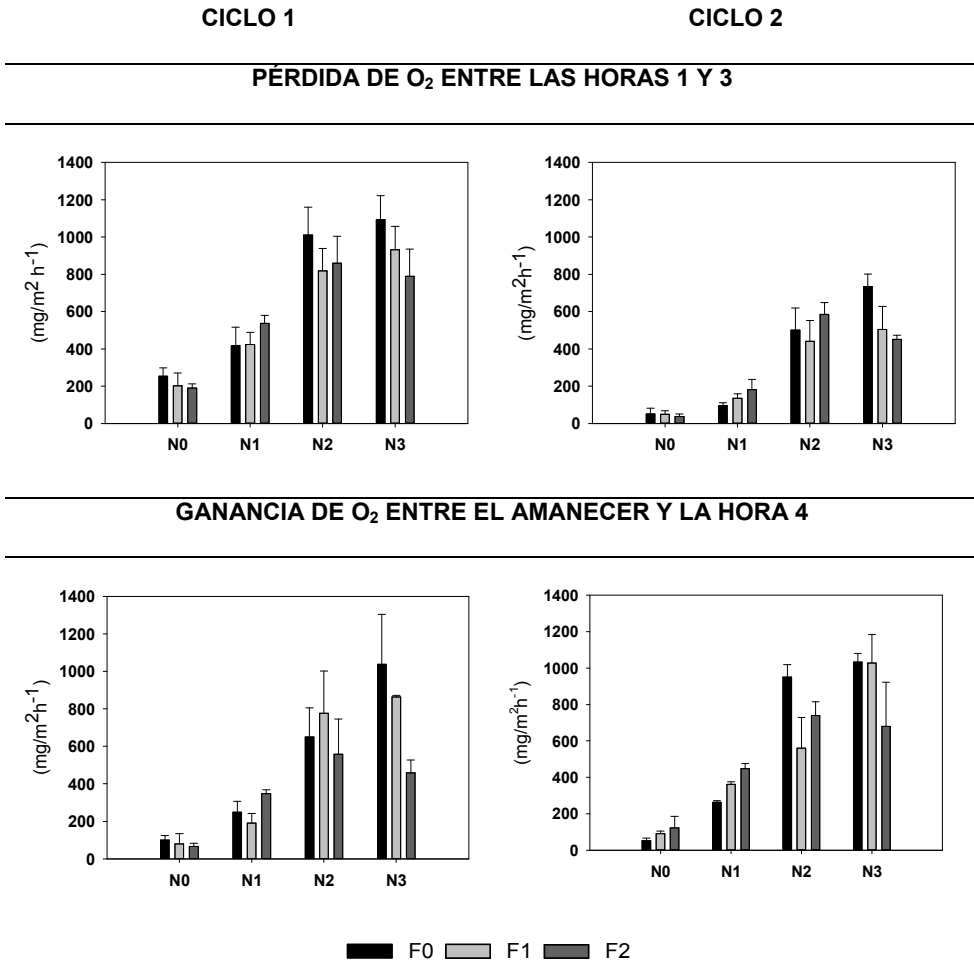 CICLO 1 CICLO 2
PÉRDIDA DE O₂ ENTRE LAS HORAS 1 Y 3
(mg/m² h⁻¹)
1400
1200
1000
800
600
400
200
0
N0 N1 N2 N3
(mg/m²h⁻¹)
1400
1200
1000
800
600
400
200
0
N0 N1 N2 N3
GANANCIA DE O₂ ENTRE EL AMANECER Y LA HORA 4
(mg/m²h⁻¹)
1400
1200
1000
800
600
400
200
0
N0 N1 N2 N3
(mg/m²h⁻¹)
1400
1200
1000
800
600
400
200
0
N0 N1 N2 N3
F0 F1 F2